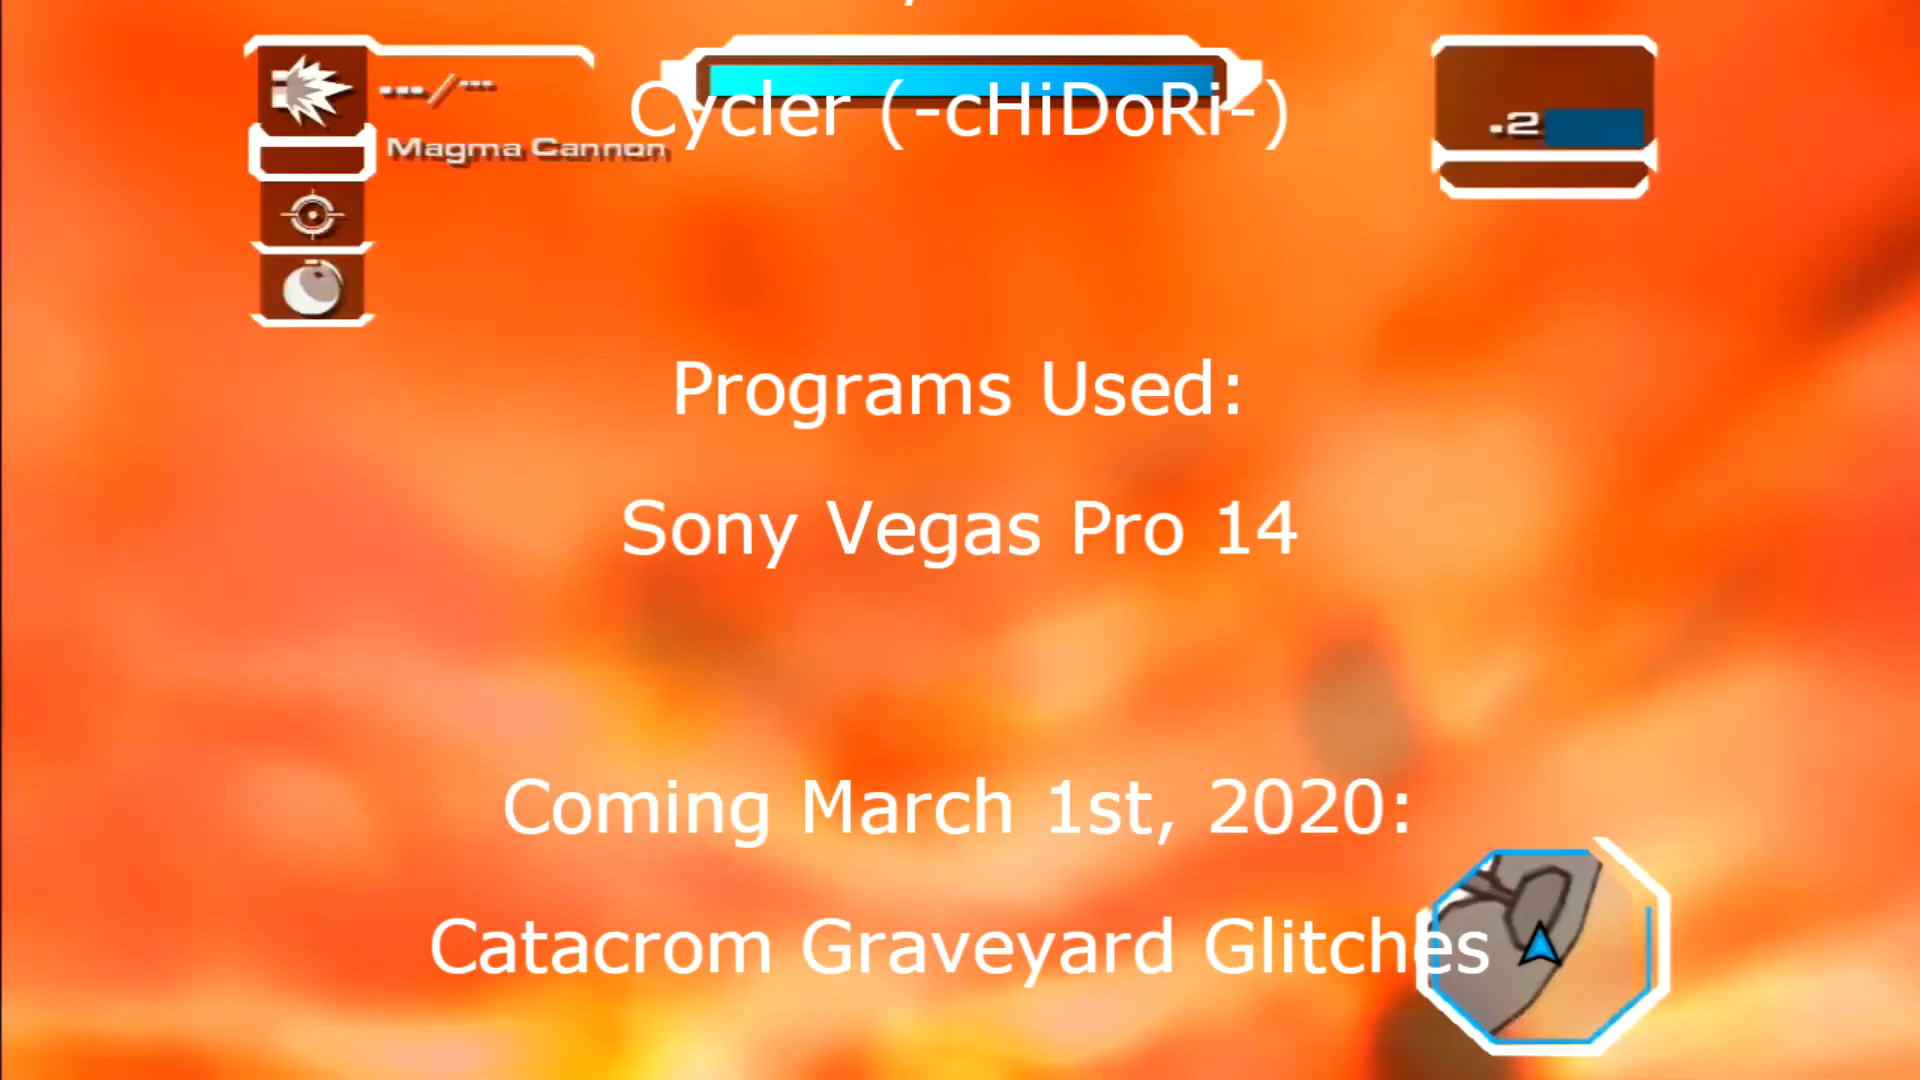 ---/---
Cycler (-cHiDoRi-)
.2
Magma Cannon
Programs Used:
Sony Vegas Pro 14
Coming March 1st, 2020:
Catacrom Graveyard Glitches